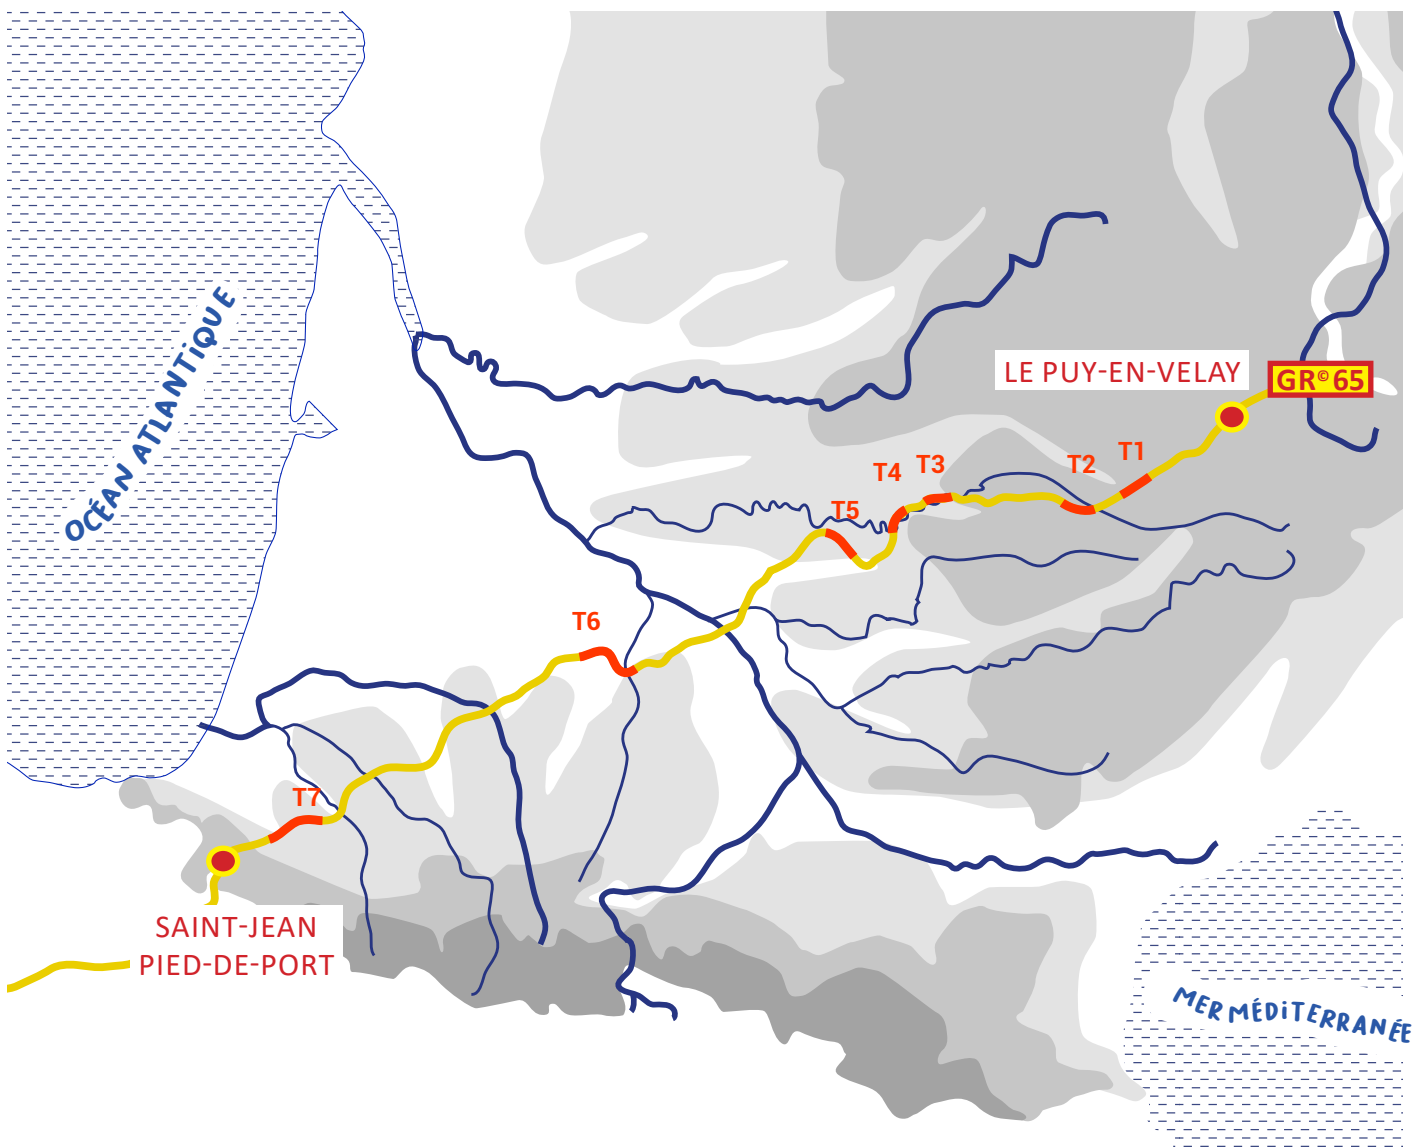 OCÉAN ATLANTiQUE
LE PUY-EN-VELAY
GR© 65
T1
T2
T3
T4
T5
T6
T7
SAINT-JEAN
PIED-DE-PORT
MER MÉDiTERRANÉE